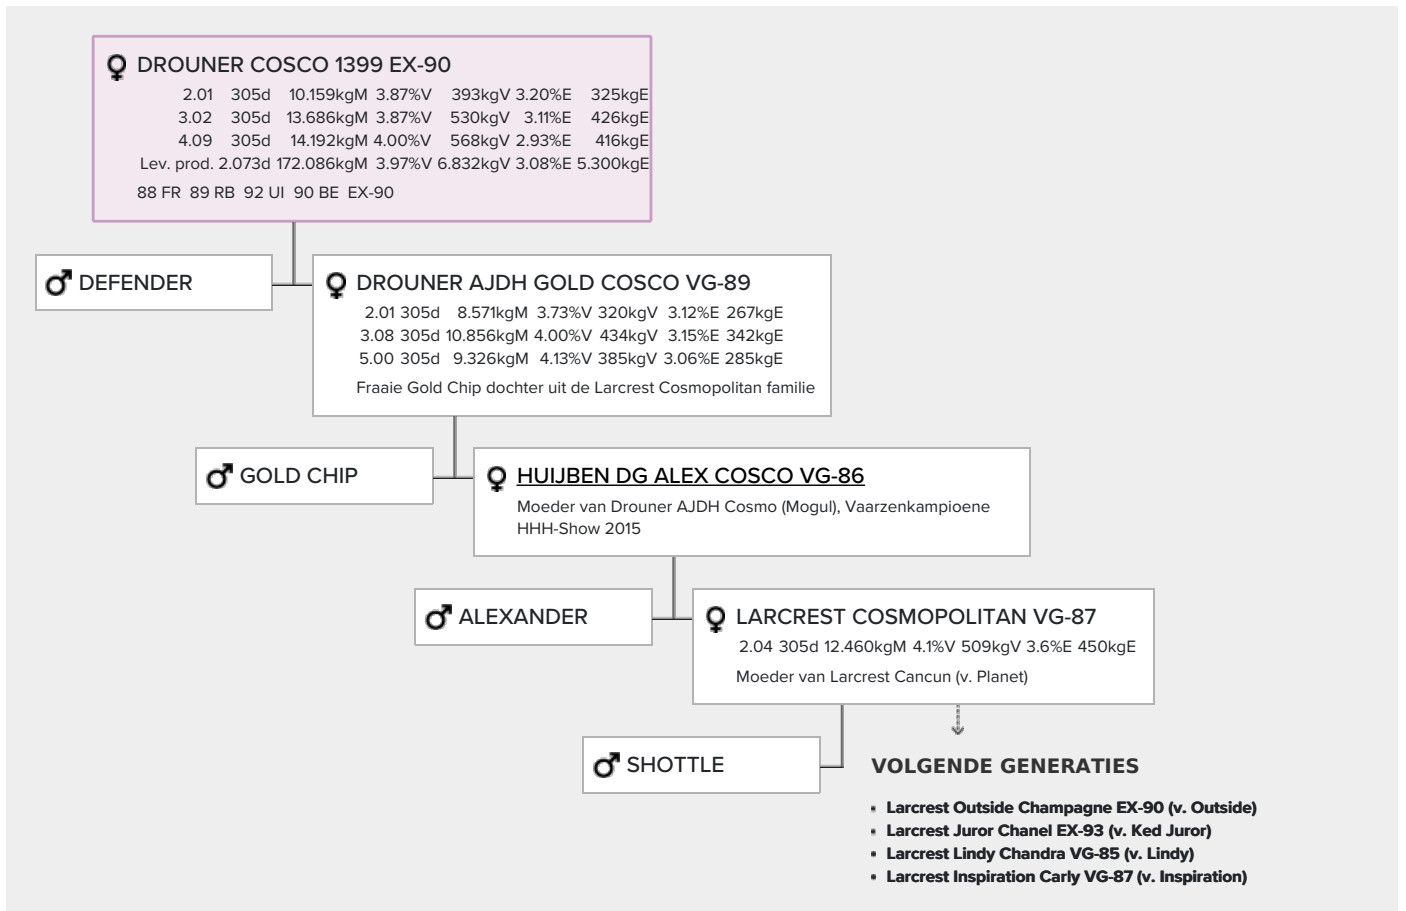 DROUNER COSCO 1399 EX-90
2.01 305d 10.159kgM 3.87%V 393kgV 3.20%E 325kgE
3.02 305d 13.686kgM 3.87%V 530kgV 3.11%E 426kgE
4.09 305d 14.192kgM 4.00%V 568kgV 2.93%E 416kgE
Lev. prod. 2.073d 172.086kgM 3.97%V 6.832kgV 3.08%E 5.300kgE
88 FR 89 RB 92 UI 90 BE EX-90
DEFENDER
DROUNER AJDH GOLD COSCO VG-89
2.01 305d 8.571kgM 3.73%V 320kgV 3.12%E 267kgE
3.08 305d 10.856kgM 4.00%V 434kgV 3.15%E 342kgE
5.00 305d 9.326kgM 4.13%V 385kgV 3.06%E 285kgE
Fraaie Gold Chip dochter uit de Larcrest Cosmopolitan familie
GOLD CHIP
HUIJBEN DG ALEX COSCO VG-86
Moeder van Drouner AJDH Cosmo (Mogul), Vaarzenkampioene
HHH-Show 2015
ALEXANDER
LARCREST COSMOPOLITAN VG-87
2.04 305d 12.460kgM 4.1%V 509kgV 3.6%E 450kgE
Moeder van Larcrest Cancun (v. Planet)
SHOTTLE
VOLGENDE GENERATIES
• Larcrest Outside Champagne EX-90 (v. Outside)
• Larcrest Juror Chanel EX-93 (v. Ked Juror)
• Larcrest Lindy Chandra VG-85 (v. Lindy)
• Larcrest Inspiration Carly VG-87 (v. Inspiration)